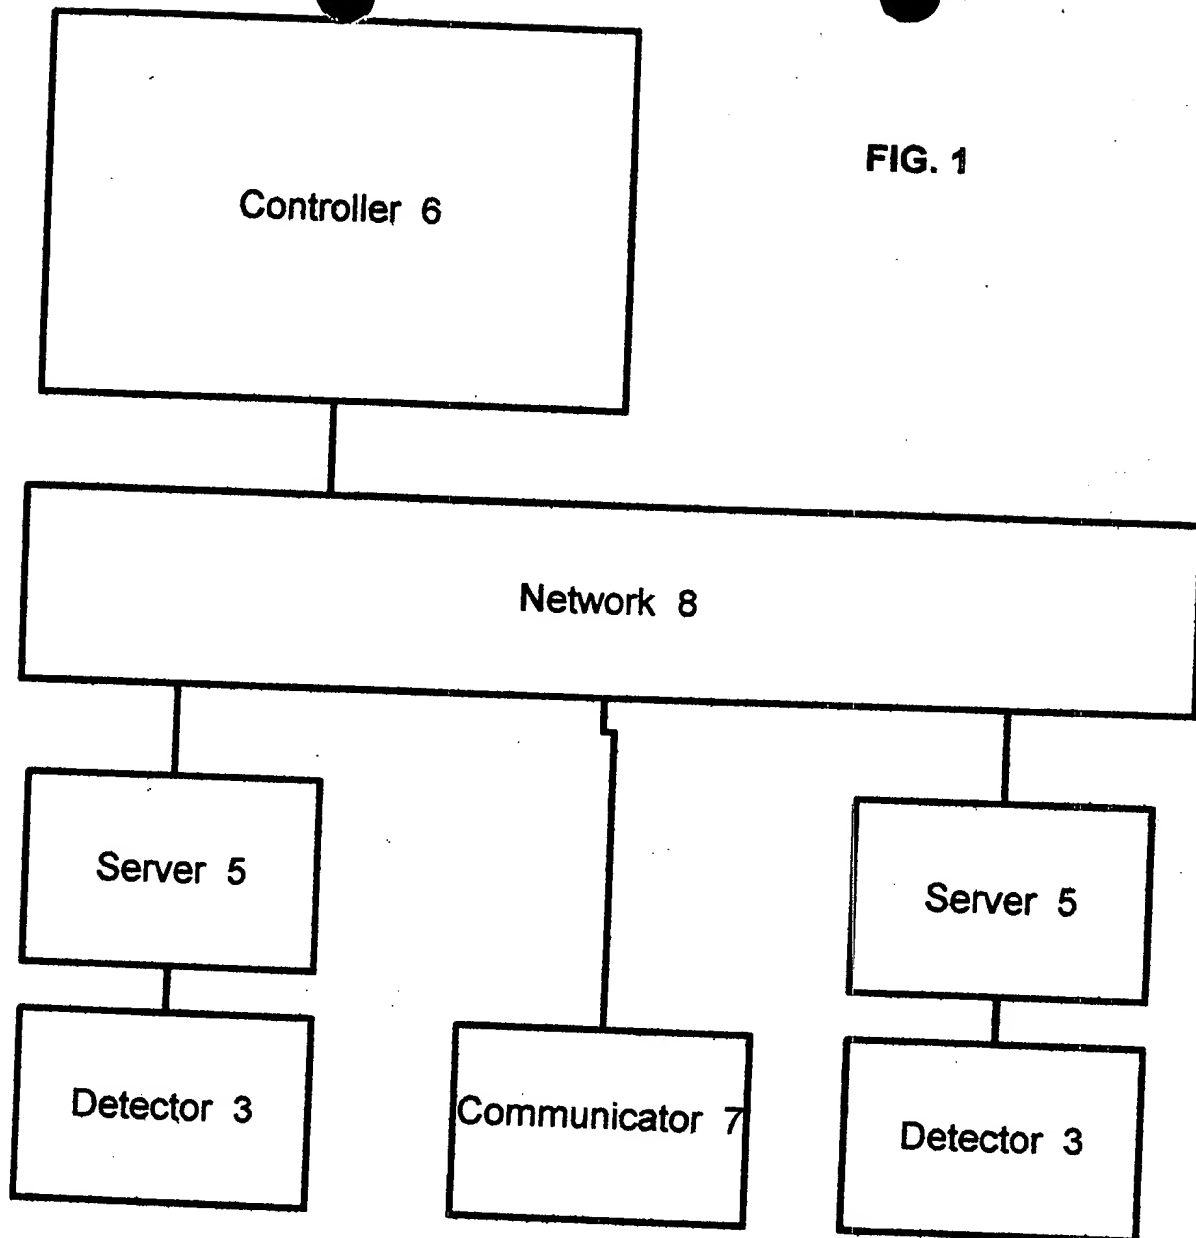 FIG. 1
Controller 6
Network 8
Server 5
Server 5
Detector 3
Communicator 7
Detector 3